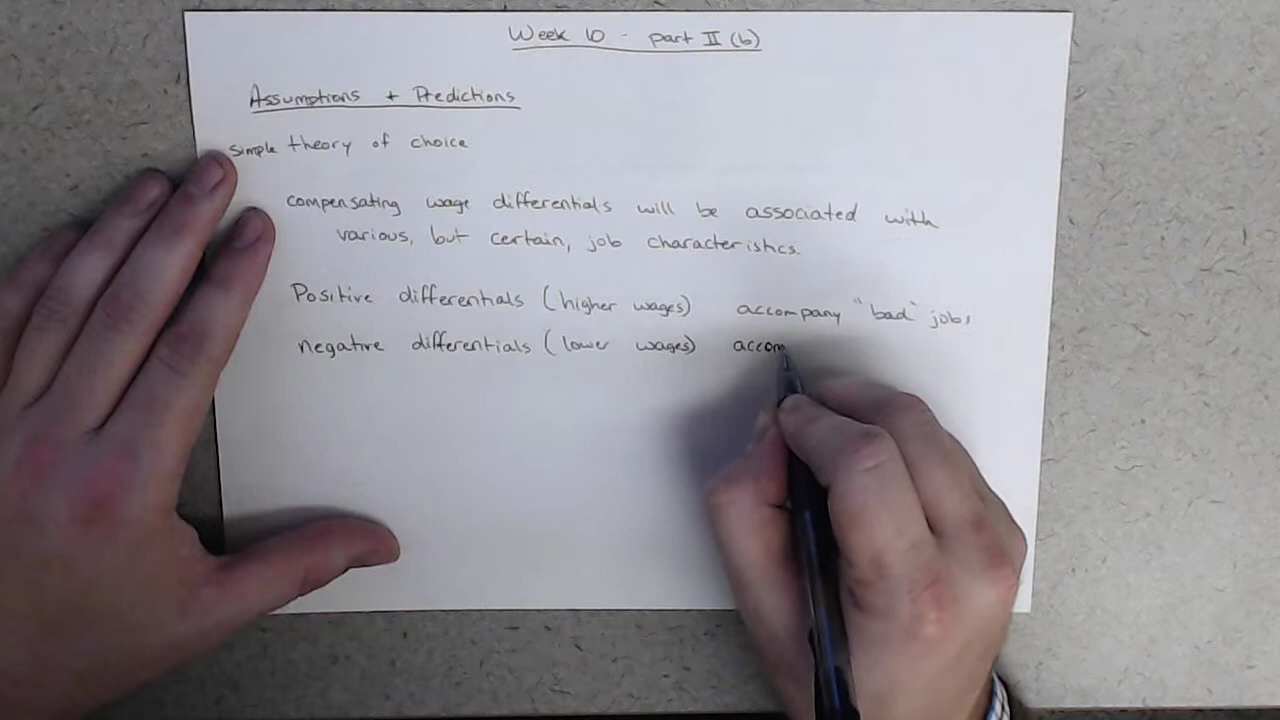 Week 10 - part II (b)
Assumptions + Predictions
simple theory of choice
compensating wage differentials will be associated with
various, but certain, job characteristics.
Positive differentials (higher wages) accompany "bad" jobs
negative differentials (lower wages) accom